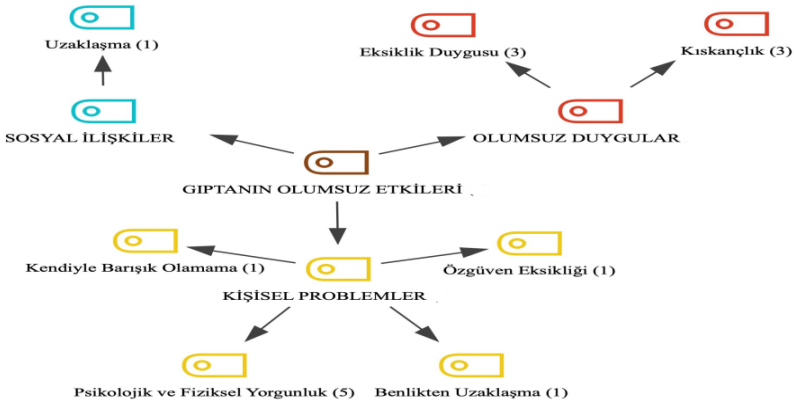 Uzaklaşma (1)
Eksiklik Duygusu (3)
Kıskançlık (3)
SOSYAL İLİŞKİLER
OLUMSUZ DUYGULAR
GIPTANIN OLUMSUZ ETKİLERİ
Kendiyle Barışık Olamama (1)
Özgüven Eksikliği (1)
KİŞİSEL PROBLEMLER
Psikolojik ve Fiziksel Yorgunluk (5)
Benlikten Uzaklaşma (1)